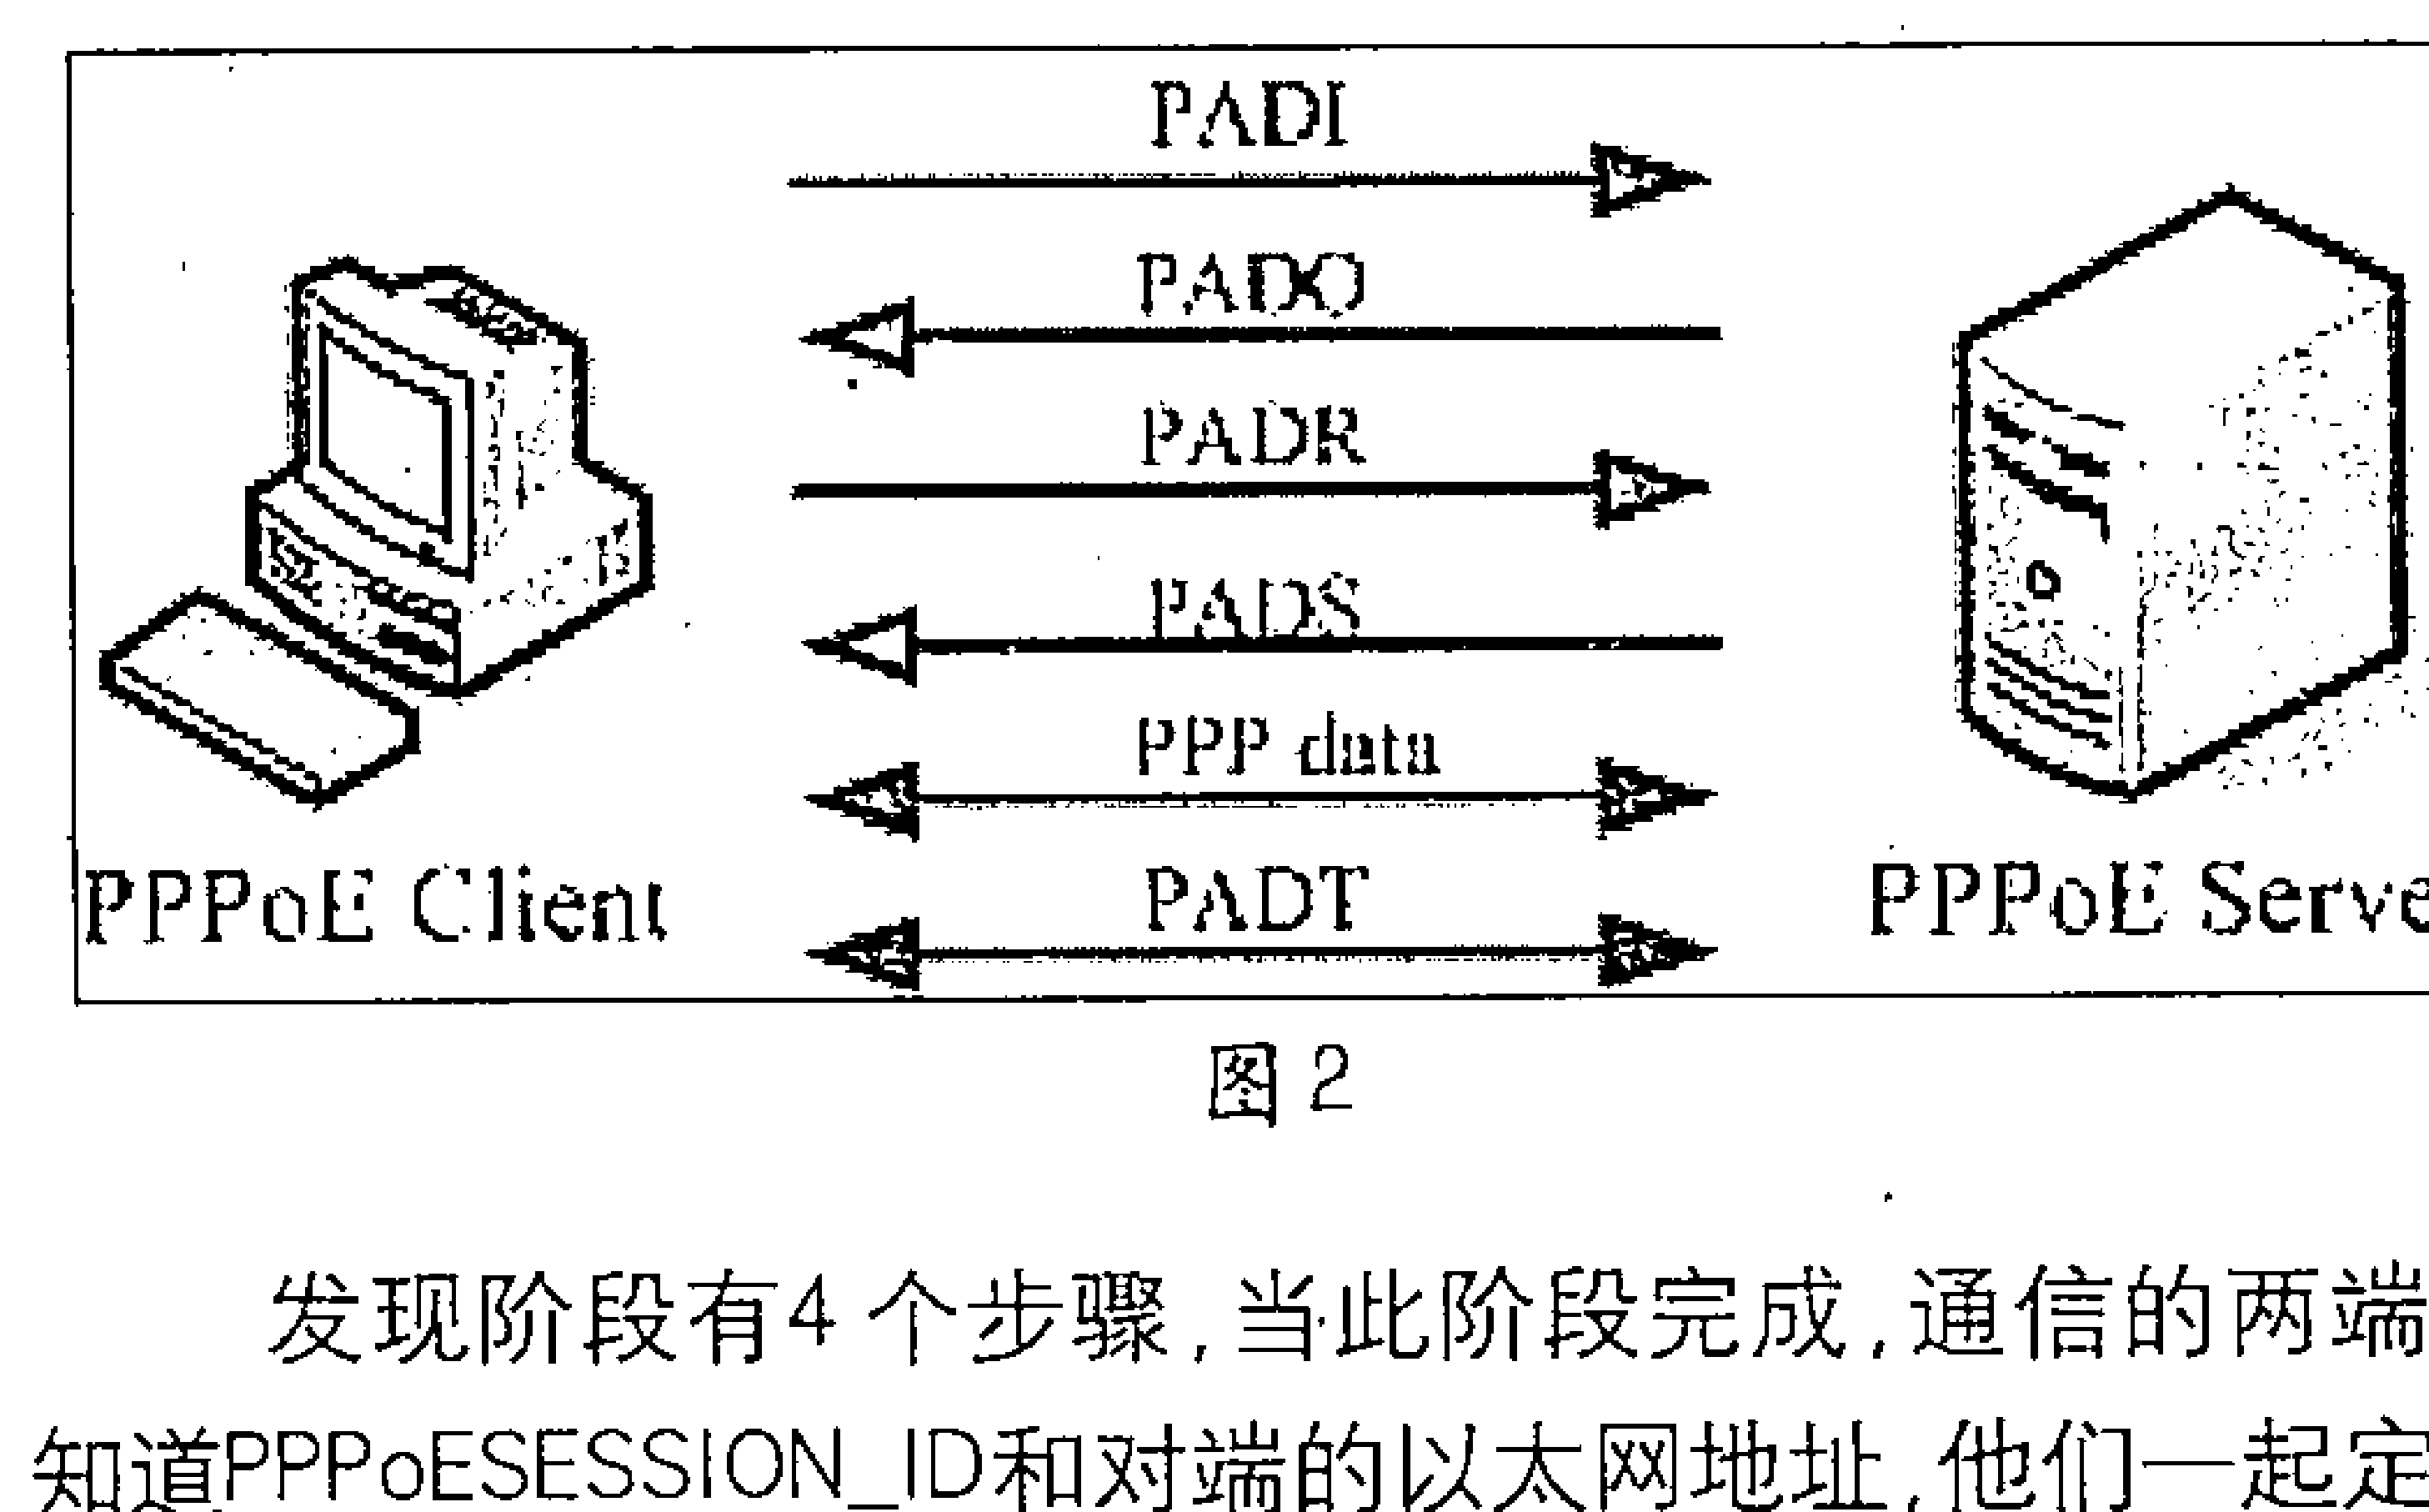 PADI
PADO
PADR
PADS
PPP data
PADT
PPPoE Client
PPPoE Serve
图 2
发现阶段有4 个步骤,当此阶段完成,通信的两端
知道PPPoESESSION_ID和对端的以太网地址,他们一起定